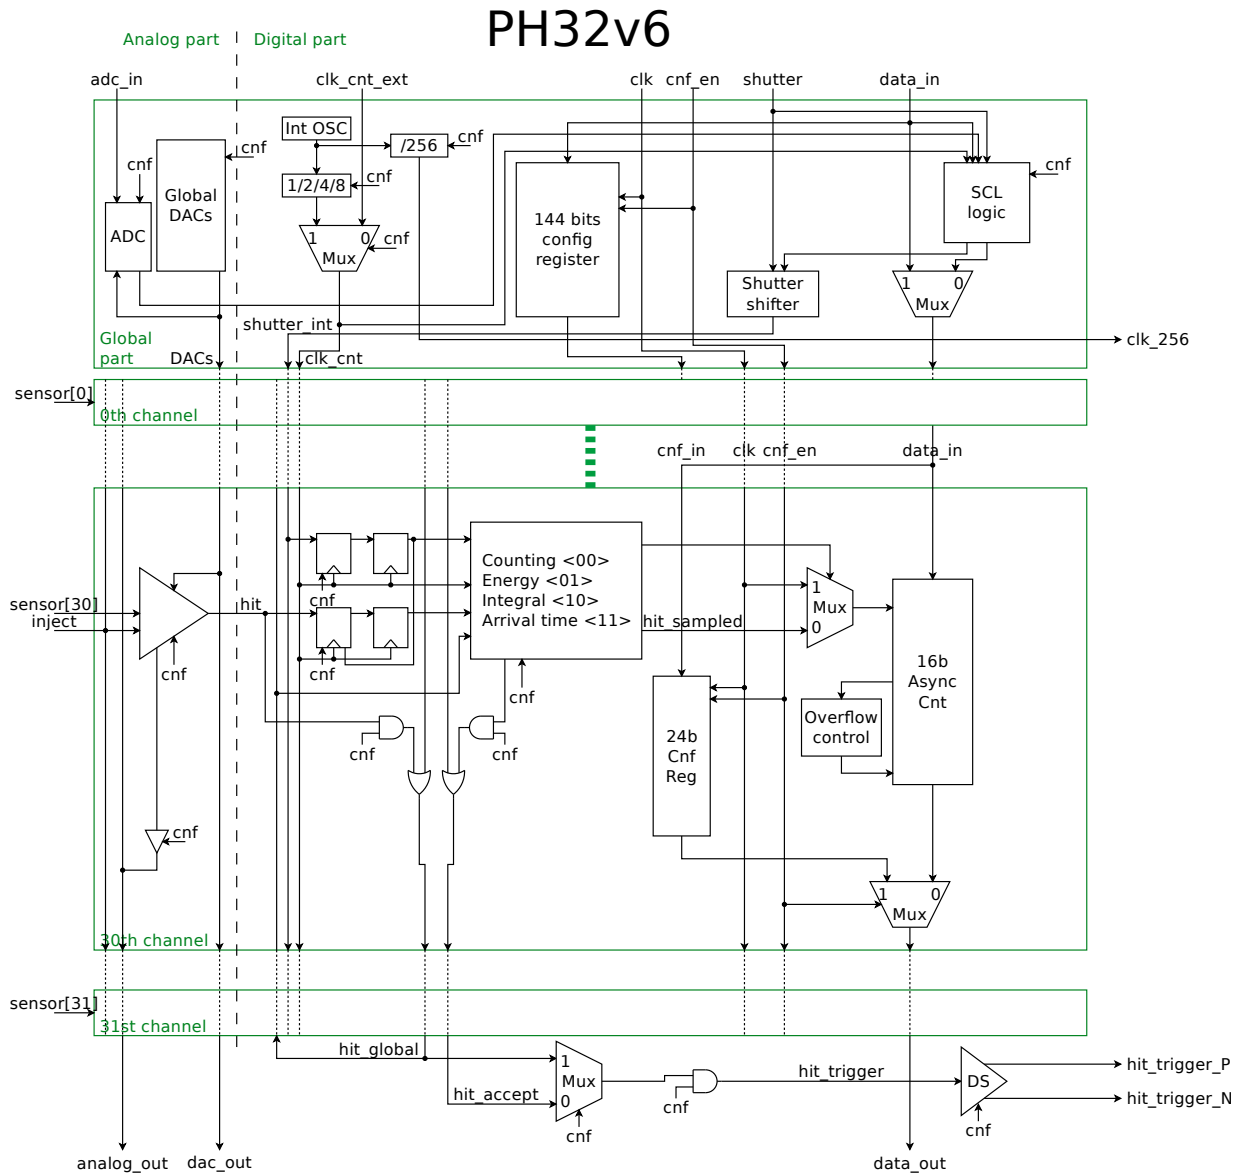 PH32v6
Analog part
Digital part
adc_in
clk_cnt_ext
clk
cnf_en
shutter
data_in
Int OSC
/256
cnf
cnf
cnf
1/2/4/8
cnf
cnf
Global
DACs
ADC
1
0
Mux
cnf
144 bits
config
register
SCL
logic
Shutter
shifter
1
0
Mux
shutter_int
Global
part
DACs
clk_cnt
clk_256
sensor[0]
0th channel
cnf_in
clk
cnf_en
data_in
Counting <00>
Energy <01>
Integral <10>
Arrival time <11>
cnf
sensor[30]
inject
hit
hit_sampled
1
Mux
0
cnf
cnf
cnf
16b
Async
Cnt
Overflow
control
24b
Cnf
Reg
cnf
cnf
cnf
1
0
Mux
30th channel
sensor[31]
31st channel
hit_global
hit_accept
1
Mux
0
cnf
cnf
hit_trigger
DS
cnf
hit_trigger_P
hit_trigger_N
analog_out
dac_out
data_out